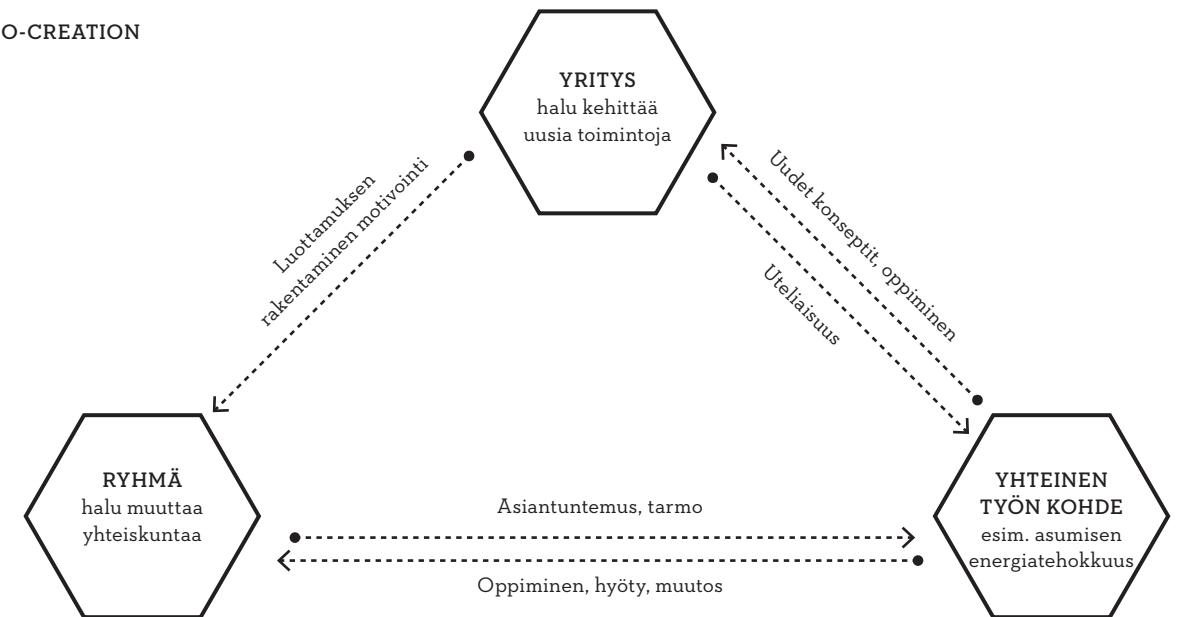 O-CREATION
YRITYS
halu kehittää
uusia toimintoja
Luottamuksen
rakentaminen motivointi
Uudet konseptit, oppiminen
Uteliaisuus
RYHMÄ
halu muuttaa
yhteiskuntaa
Asiantuntemus, tarmo
Oppiminen, hyöty, muutos
YHTEINEN
TYÖN KOHDE
esim. asumisen
energiatehokkuus